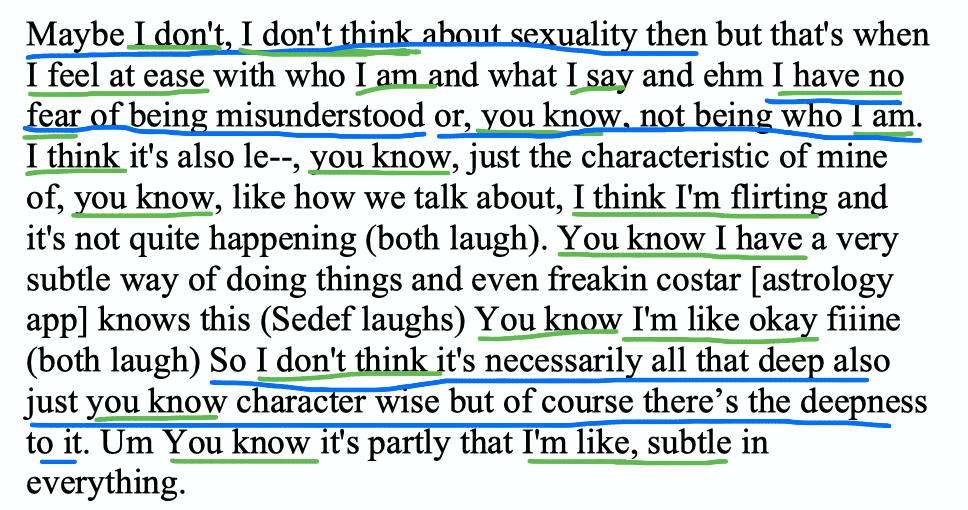 Maybe I don't, I don't think about sexuality then but that's when
I feel at ease with who I am and what I say and ehm I have no
fear of being misunderstood or, you know, not being who I am.
I think it's also le--, you know, just the characteristic of mine
of, you know, like how we talk about, I think I'm flirting and
it's not quite happening (both laugh). You know I have a very
subtle way of doing things and even freakin costar [astrology
app] knows this (Sedef laughs) You know I'm like okay fiiine
(both laugh) So I don't think it's necessarily all that deep also
just you know character wise but of course there’s the deepness
to it. Um You know it's partly that I'm like, subtle in
everything.